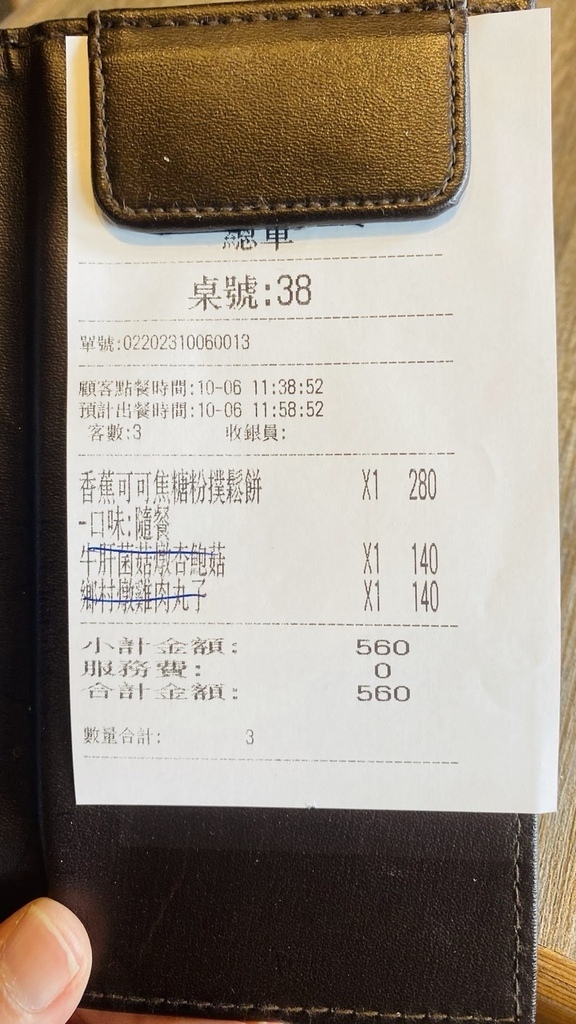 總單
桌號:38
單號:02202310060013
顧客點餐時間:10-06 11:38:52
預計出餐時間:10-06 11:58:52
客數:3 收銀員:
香蕉可可焦糖粉撲鬆餅 X1 280
-口味:隨餐
牛肝菌菇燉杏鮑菇 X1 140
鄉村燉雞肉丸子 X1 140
小計金額: 560
服務費: 0
合計金額: 560
數量合計: 3